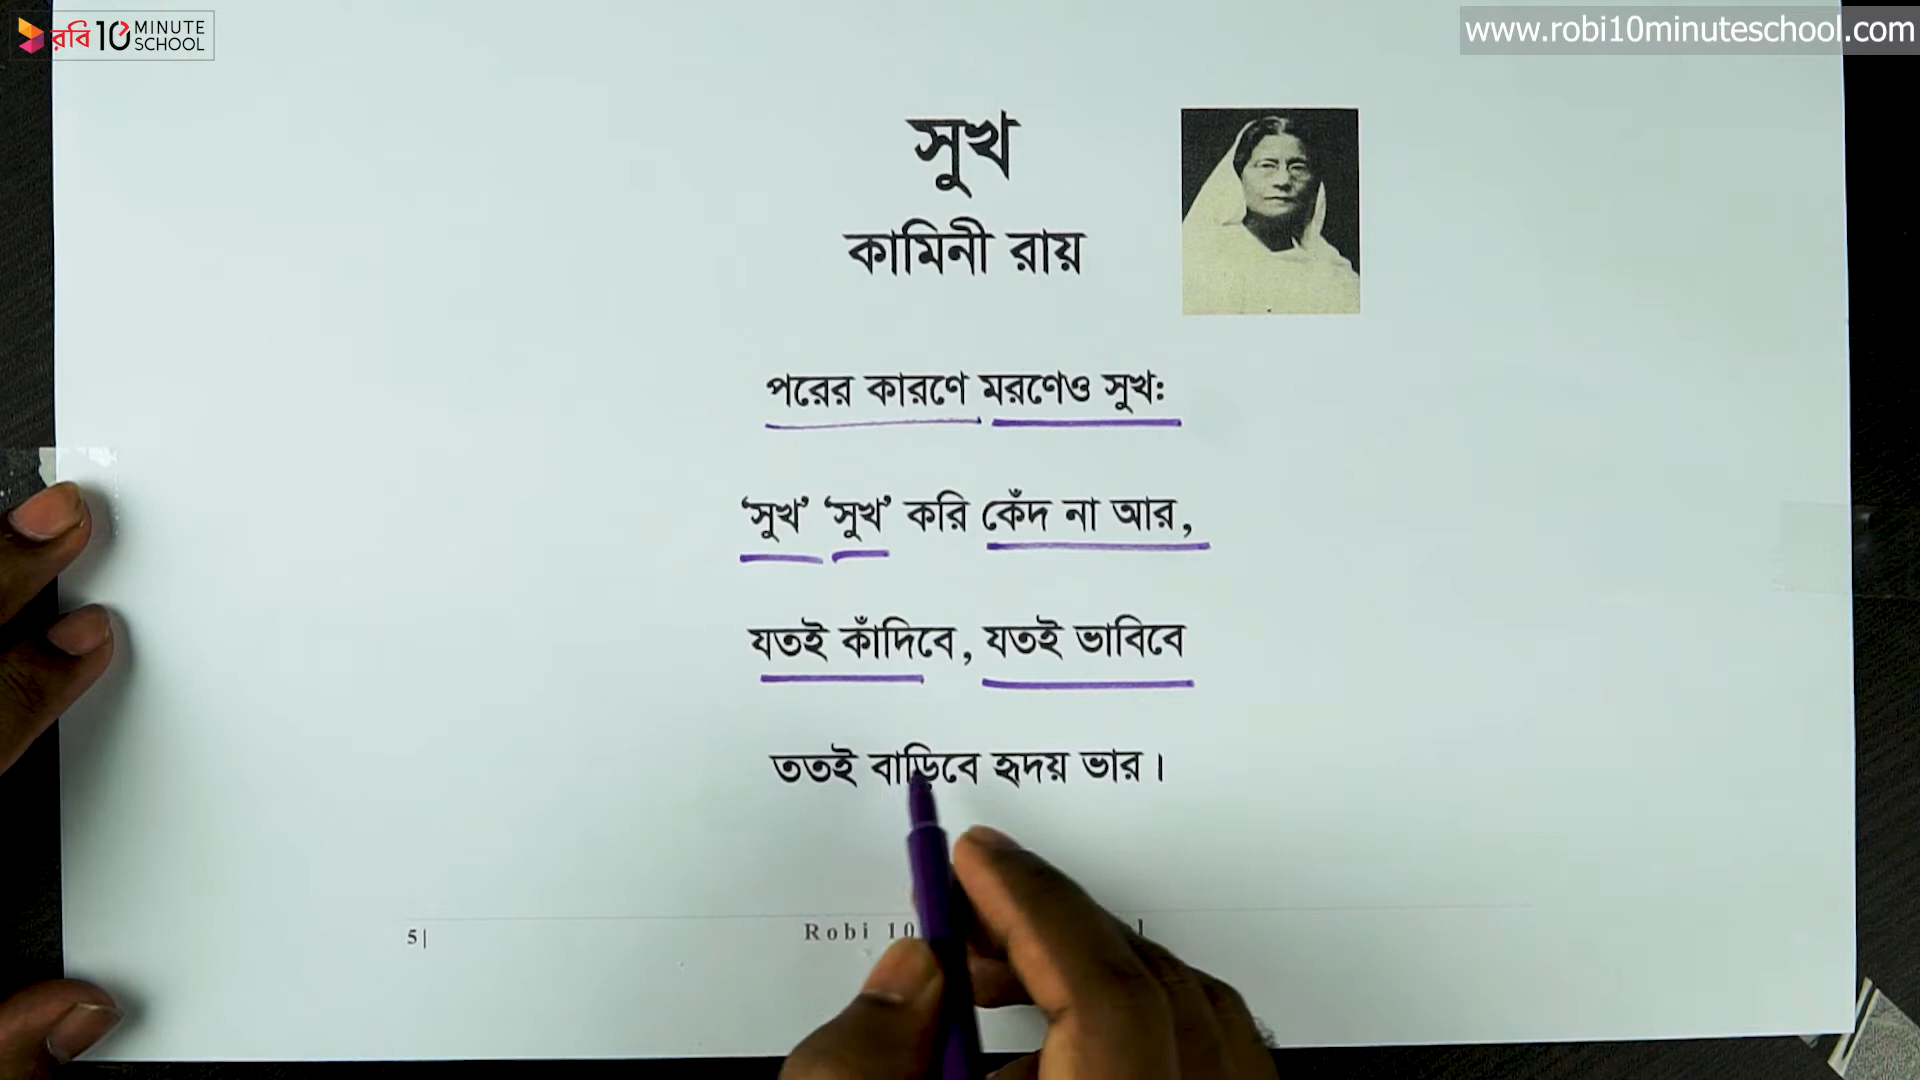 রবি 10 MINUTE SCHOOL
www.robi10minuteschool.com
সুখ
কামিনী রায়
পরের কারণে মরণেও সুখ:
‘সুখ’ ‘সুখ’ করি কেঁদ না আর,
যতই কাঁদিবে, যতই ভাবিবে
ততই বাড়িবে হৃদয় ভার।
5| Robi 10